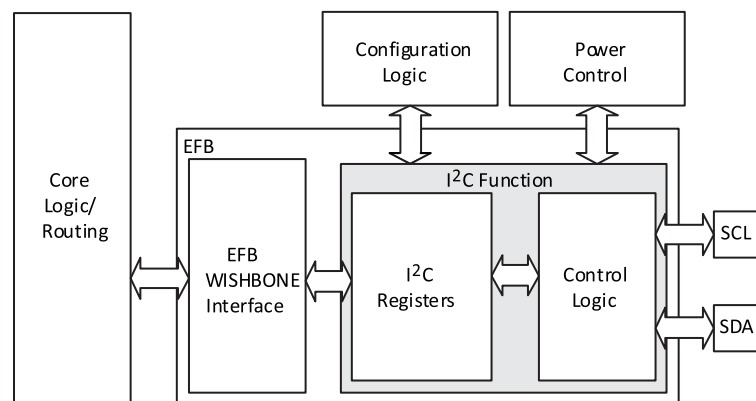 Configuration
Logic
Power
Control
EFB
I²C Function
Core
Logic/
Routing
EFB
WISHBONE
Interface
I²C
Registers
Control
Logic
SCL
SDA